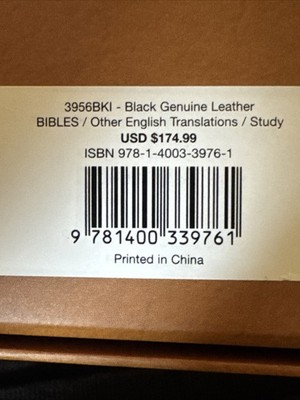 3956BKI - Black Genuine Leather
BIBLES / Other English Translations / Study
USD $174.99
ISBN 978-1-4003-3976-1
9 781400 339761
Printed in China